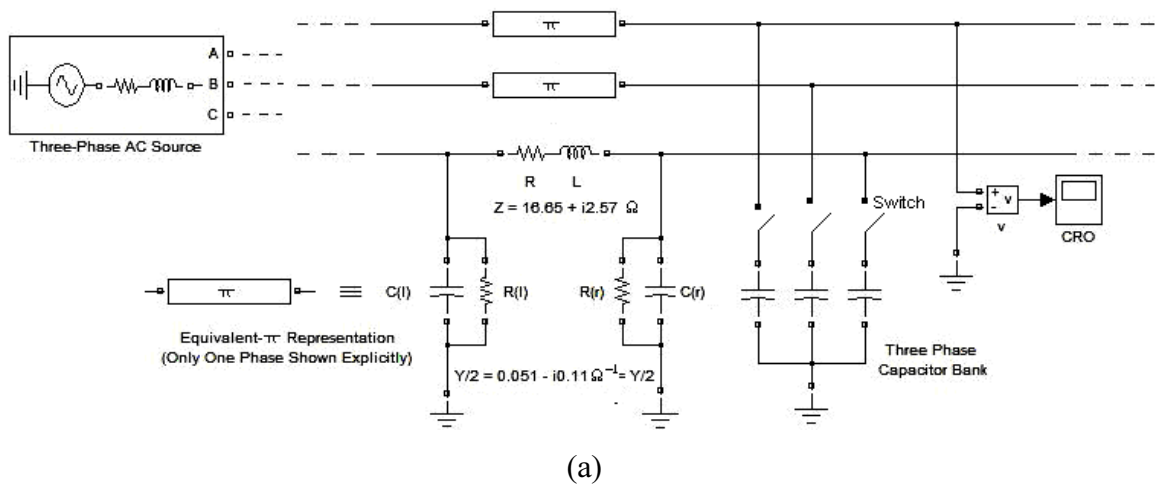 π
A
B
C
Three-Phase AC Source
π
R L
Z = 16.65 + i2.57 Ω
Switch
+
-
v
v
CRO
π
C(l)
R(l)
R(r)
C(r)
Equivalent-π Representation
(Only One Phase Shown Explicitly)
Y/2 = 0.051 - i0.11 Ω⁻¹= Y/2
Three Phase
Capacitor Bank
(a)